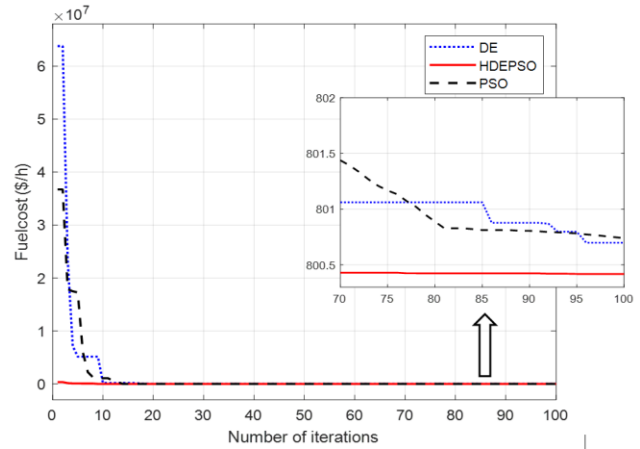 ×10^7
Fuelcost ($/h)
6
5
4
3
2
1
0
0 10 20 30 40 50 60 70 80 90 100
Number of iterations
DE
HDEPSO
PSO
802
801.5
801
800.5
70 75 80 85 90 95 100